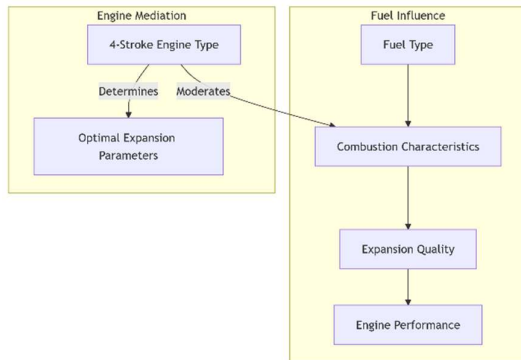 Engine Mediation
4-Stroke Engine Type
Determines
Moderates
Optimal Expansion
Parameters
Fuel Influence
Fuel Type
Combustion Characteristics
Expansion Quality
Engine Performance